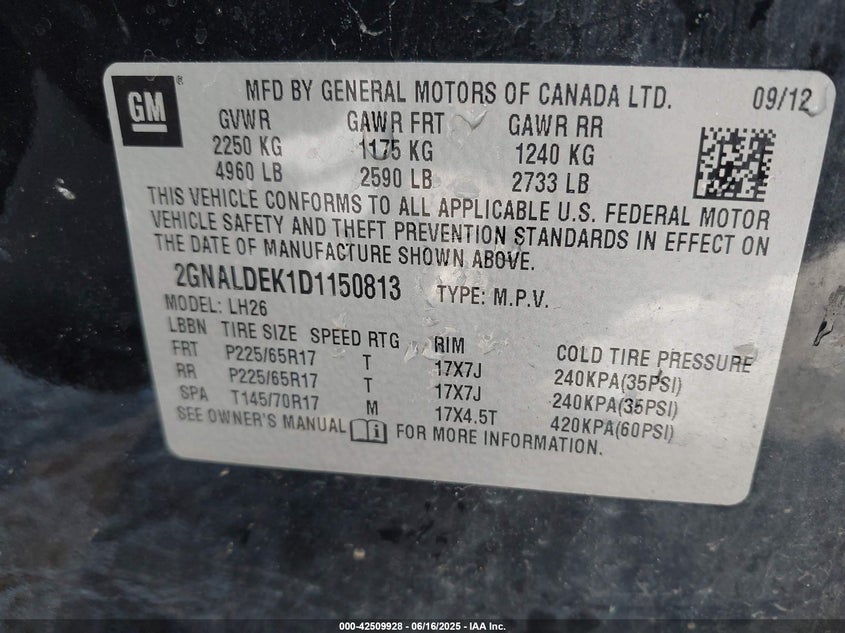 GM
®
MFD BY GENERAL MOTORS OF CANADA LTD. 09/12
GVWR GAWR FRT GAWR RR
2250 KG 1175 KG 1240 KG
4960 LB 2590 LB 2733 LB
THIS VEHICLE CONFORMS TO ALL APPLICABLE U.S. FEDERAL MOTOR
VEHICLE SAFETY AND THEFT PREVENTION STANDARDS IN EFFECT ON
THE DATE OF MANUFACTURE SHOWN ABOVE.
2GNALDEK1D1150813 TYPE: M.P.V.
MODEL: LH26
LBBN TIRE SIZE SPEED RTG RIM COLD TIRE PRESSURE
FRT P225/65R17 T 17X7J 240KPA(35PSI)
RR P225/65R17 T 17X7J 240KPA(35PSI)
SPA T145/70R17 M 17X4.5T 420KPA(60PSI)
SEE OWNER'S MANUAL i FOR MORE INFORMATION.
000-42509928 - 06/16/2025 - IAA Inc.